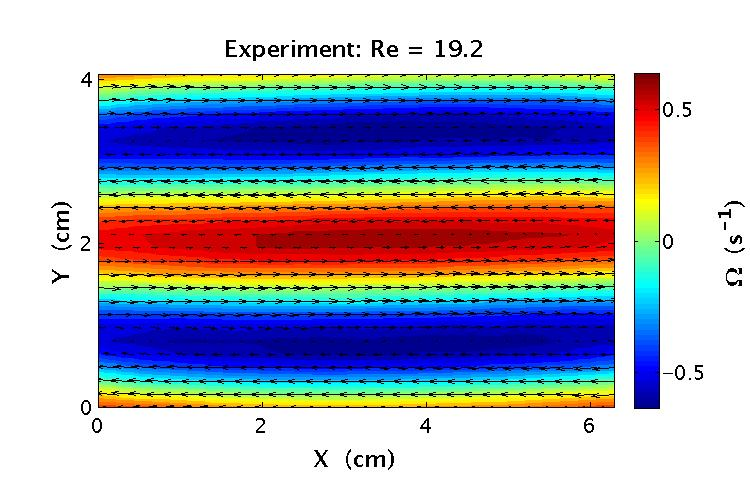 Experiment: Re = 19.2
4
2
0
0 2 4 6
X (cm)
Y (cm)
0.5
0
−0.5
Ω (s⁻¹)